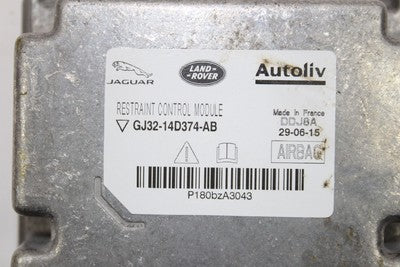 JAGUAR
LAND-
ROVER
Autoliv
RESTRAINT CONTROL MODULE
GJ32-14D374-AB
Made in France
DDJ8A
29-06-15
AIRBAG
P180bzA3043